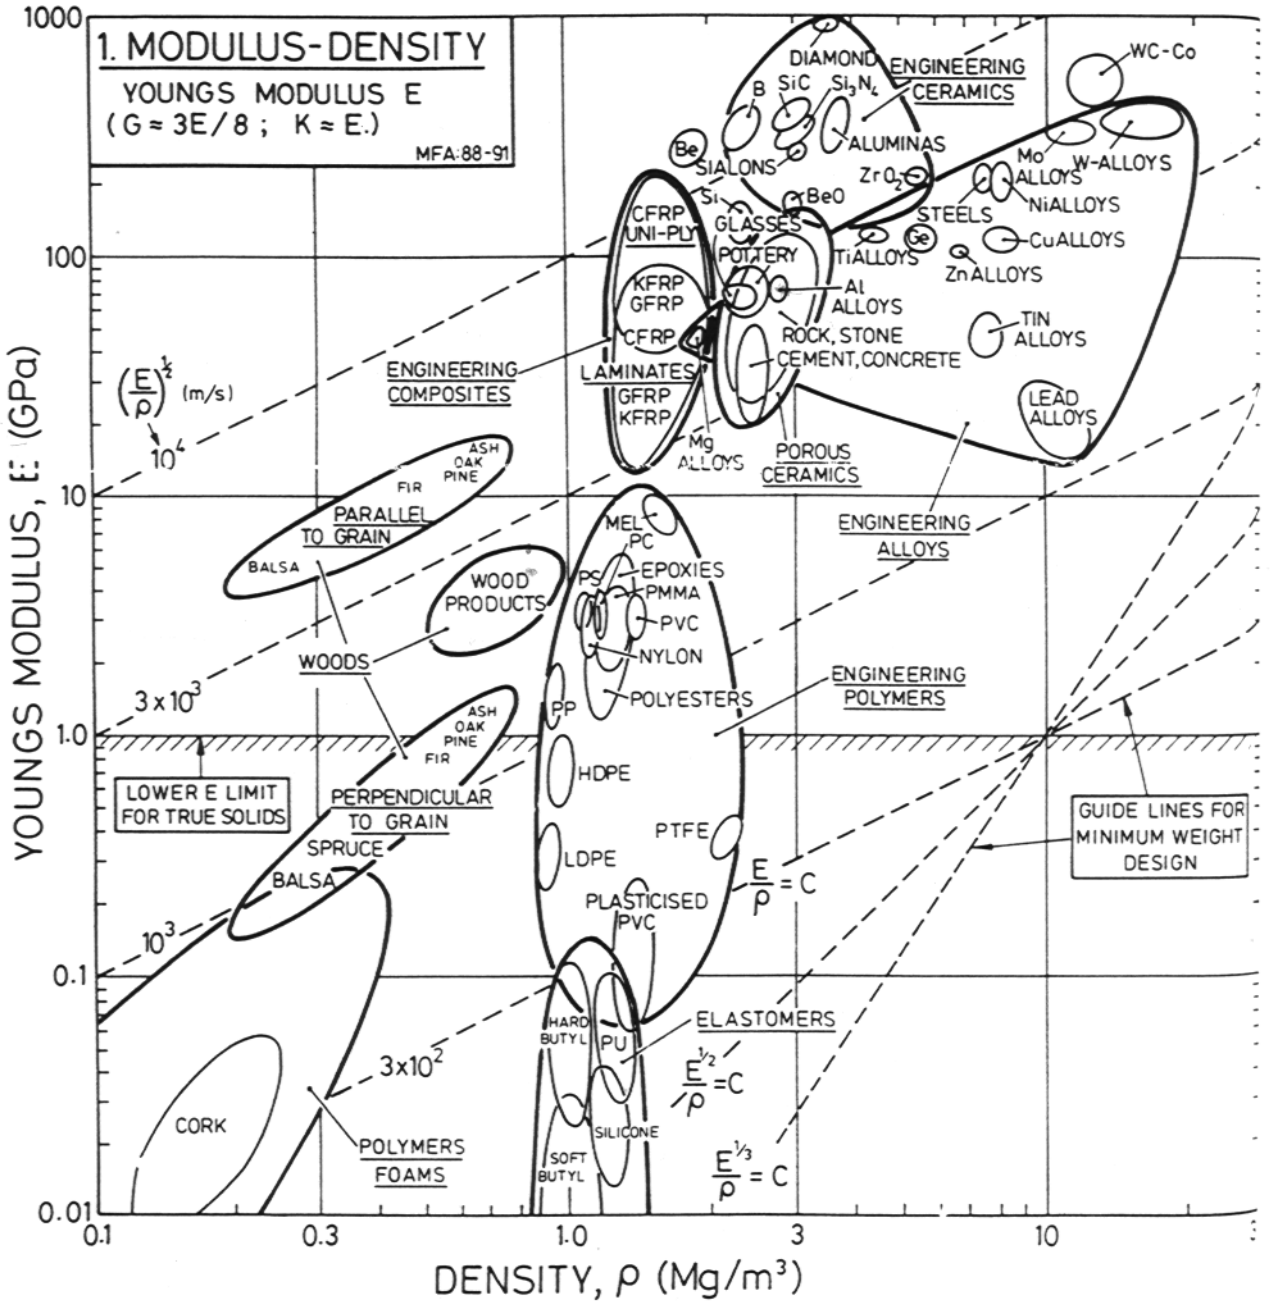 1. MODULUS-DENSITY
YOUNGS MODULUS E
(G ≈ 3E/8 ; K ≈ E.)
MFA:88-91
1000
100
10
1.0
0.1
0.01
YOUNGS MODULUS, E (GPa)
DIAMOND
B
SiC
Si3N4
ENGINEERING
CERAMICS
WC-Co
Be
SIALONS
ALUMINAS
ZrO2
BeO
Si
Mo
ALLOYS
W-ALLOYS
STEELS
Ni ALLOYS
CFRP
UNI-PLY
GLASSES
POTTERY
Ti ALLOYS
Ge
Cu ALLOYS
Zn ALLOYS
KFRP
GFRP
CFRP
Al
ALLOYS
TIN
ALLOYS
ROCK, STONE
CEMENT, CONCRETE
ENGINEERING
COMPOSITES
LAMINATES
GFRP
KFRP
LEAD
ALLOYS
Mg
ALLOYS
POROUS
CERAMICS
(E/ρ)^1/2 (m/s)
10^4
ASH
OAK
PINE
FIR
PARALLEL
TO GRAIN
BALSA
ENGINEERING
ALLOYS
MEL
PC
PS
EPOXIES
PMMA
PVC
NYLON
POLYESTERS
WOOD
PRODUCTS
WOODS
ENGINEERING
POLYMERS
3×10^3
PP
ASH
OAK
PINE
FIR
HDPE
LOWER E LIMIT
FOR TRUE SOLIDS
PERPENDICULAR
TO GRAIN
SPRUCE
BALSA
PTFE
LDPE
GUIDE LINES FOR
MINIMUM WEIGHT
DESIGN
E/ρ = C
PLASTICISED
PVC
10^3
HARD
BUTYL
PU
ELASTOMERS
3×10^2
E^1/2/ρ = C
CORK
POLYMERS
FOAMS
SILICONE
SOFT
BUTYL
E^1/3/ρ = C
0.1
0.3
1.0
3
10
DENSITY, ρ (Mg/m³)